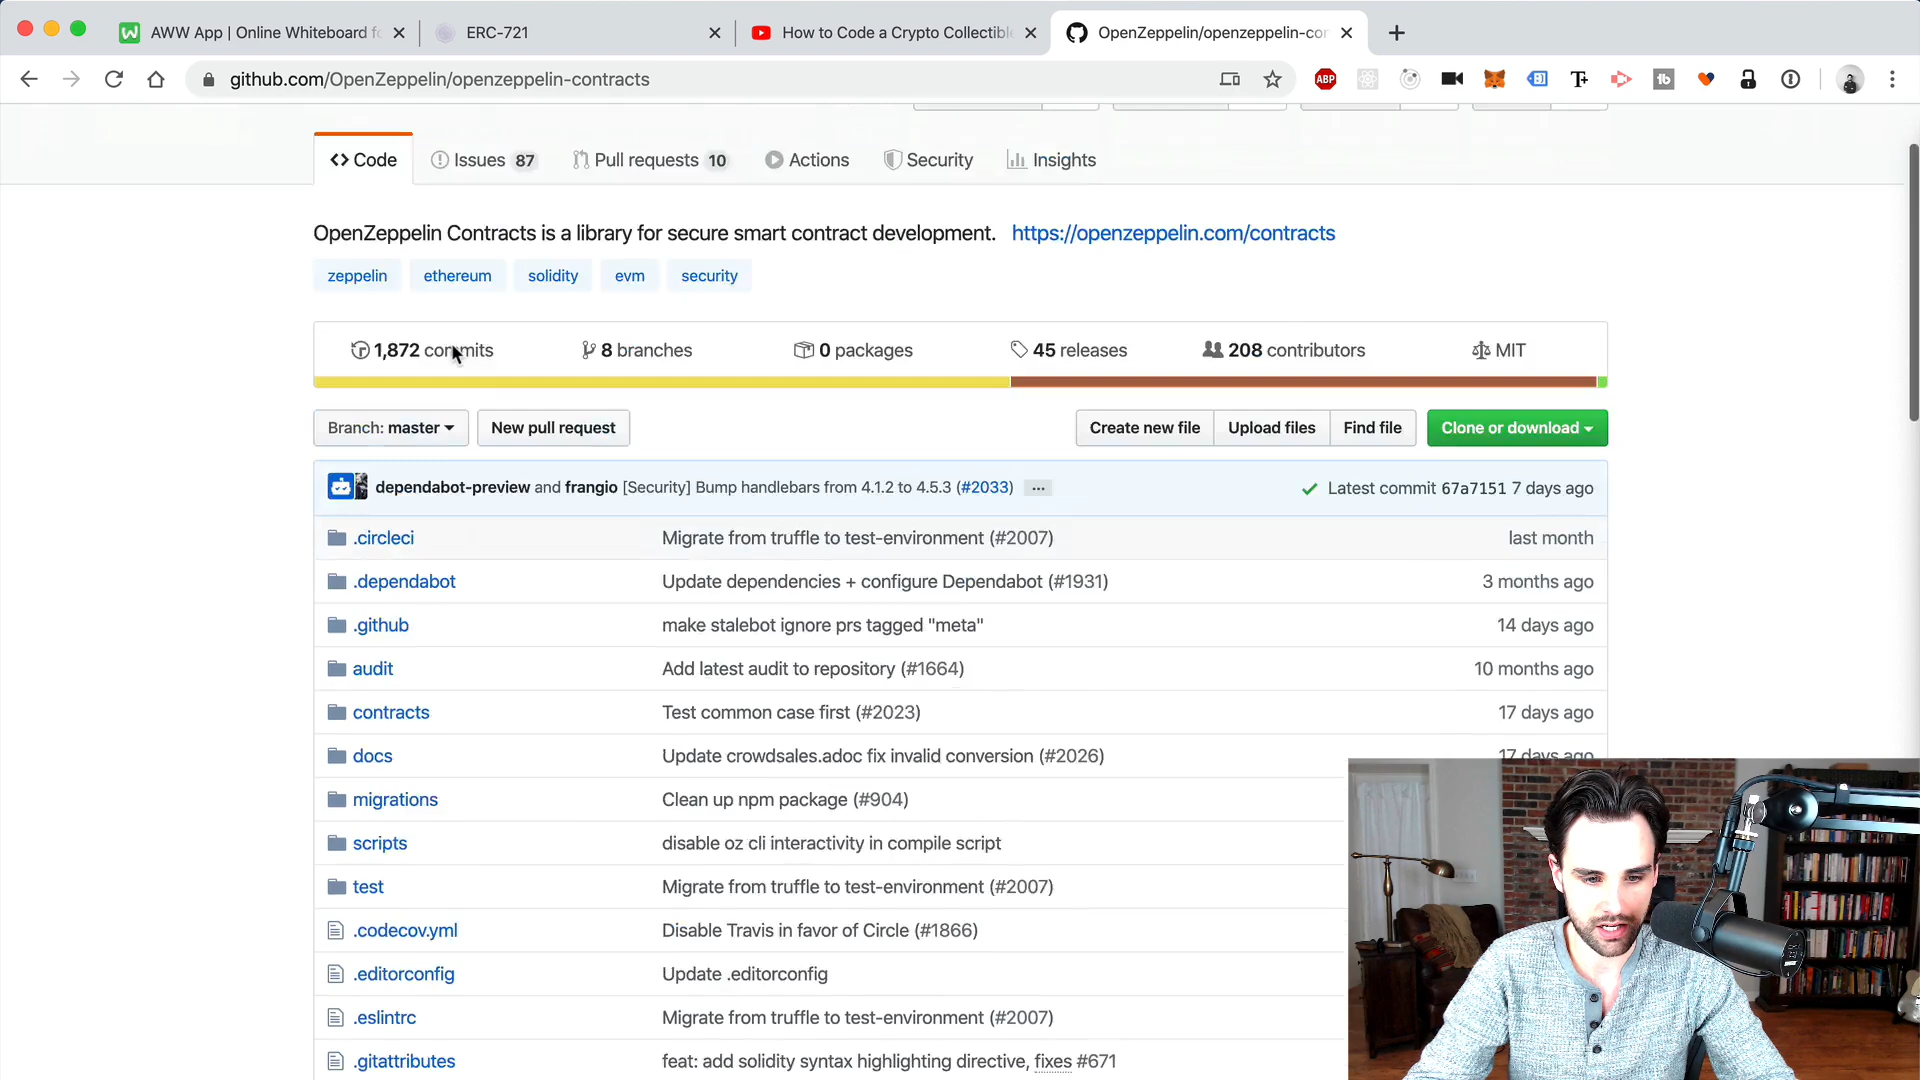 AWW App | Online Whiteboard fo
ERC-721
How to Code a Crypto Collectible
OpenZeppelin/openzeppelin-con
github.com/OpenZeppelin/openzeppelin-contracts
ABP
tb
Code
Issues 87
Pull requests 10
Actions
Security
Insights
OpenZeppelin Contracts is a library for secure smart contract development. https://openzeppelin.com/contracts
zeppelin ethereum solidity evm security
1,872 commits
8 branches
0 packages
45 releases
208 contributors
MIT
Branch: master
New pull request
Create new file
Upload files
Find file
Clone or download
dependabot-preview and frangio [Security] Bump handlebars from 4.1.2 to 4.5.3 (#2033) ...
Latest commit 67a7151 7 days ago
.circleci Migrate from truffle to test-environment (#2007) last month
.dependabot Update dependencies + configure Dependabot (#1931) 3 months ago
.github make stalebot ignore prs tagged "meta" 14 days ago
audit Add latest audit to repository (#1664) 10 months ago
contracts Test common case first (#2023) 17 days ago
docs Update crowdsales.adoc fix invalid conversion (#2026) 17 days ago
migrations Clean up npm package (#904)
scripts disable oz cli interactivity in compile script
test Migrate from truffle to test-environment (#2007)
.codecov.yml Disable Travis in favor of Circle (#1866)
.editorconfig Update .editorconfig
.eslintrc Migrate from truffle to test-environment (#2007)
.gitattributes feat: add solidity syntax highlighting directive, fixes #671